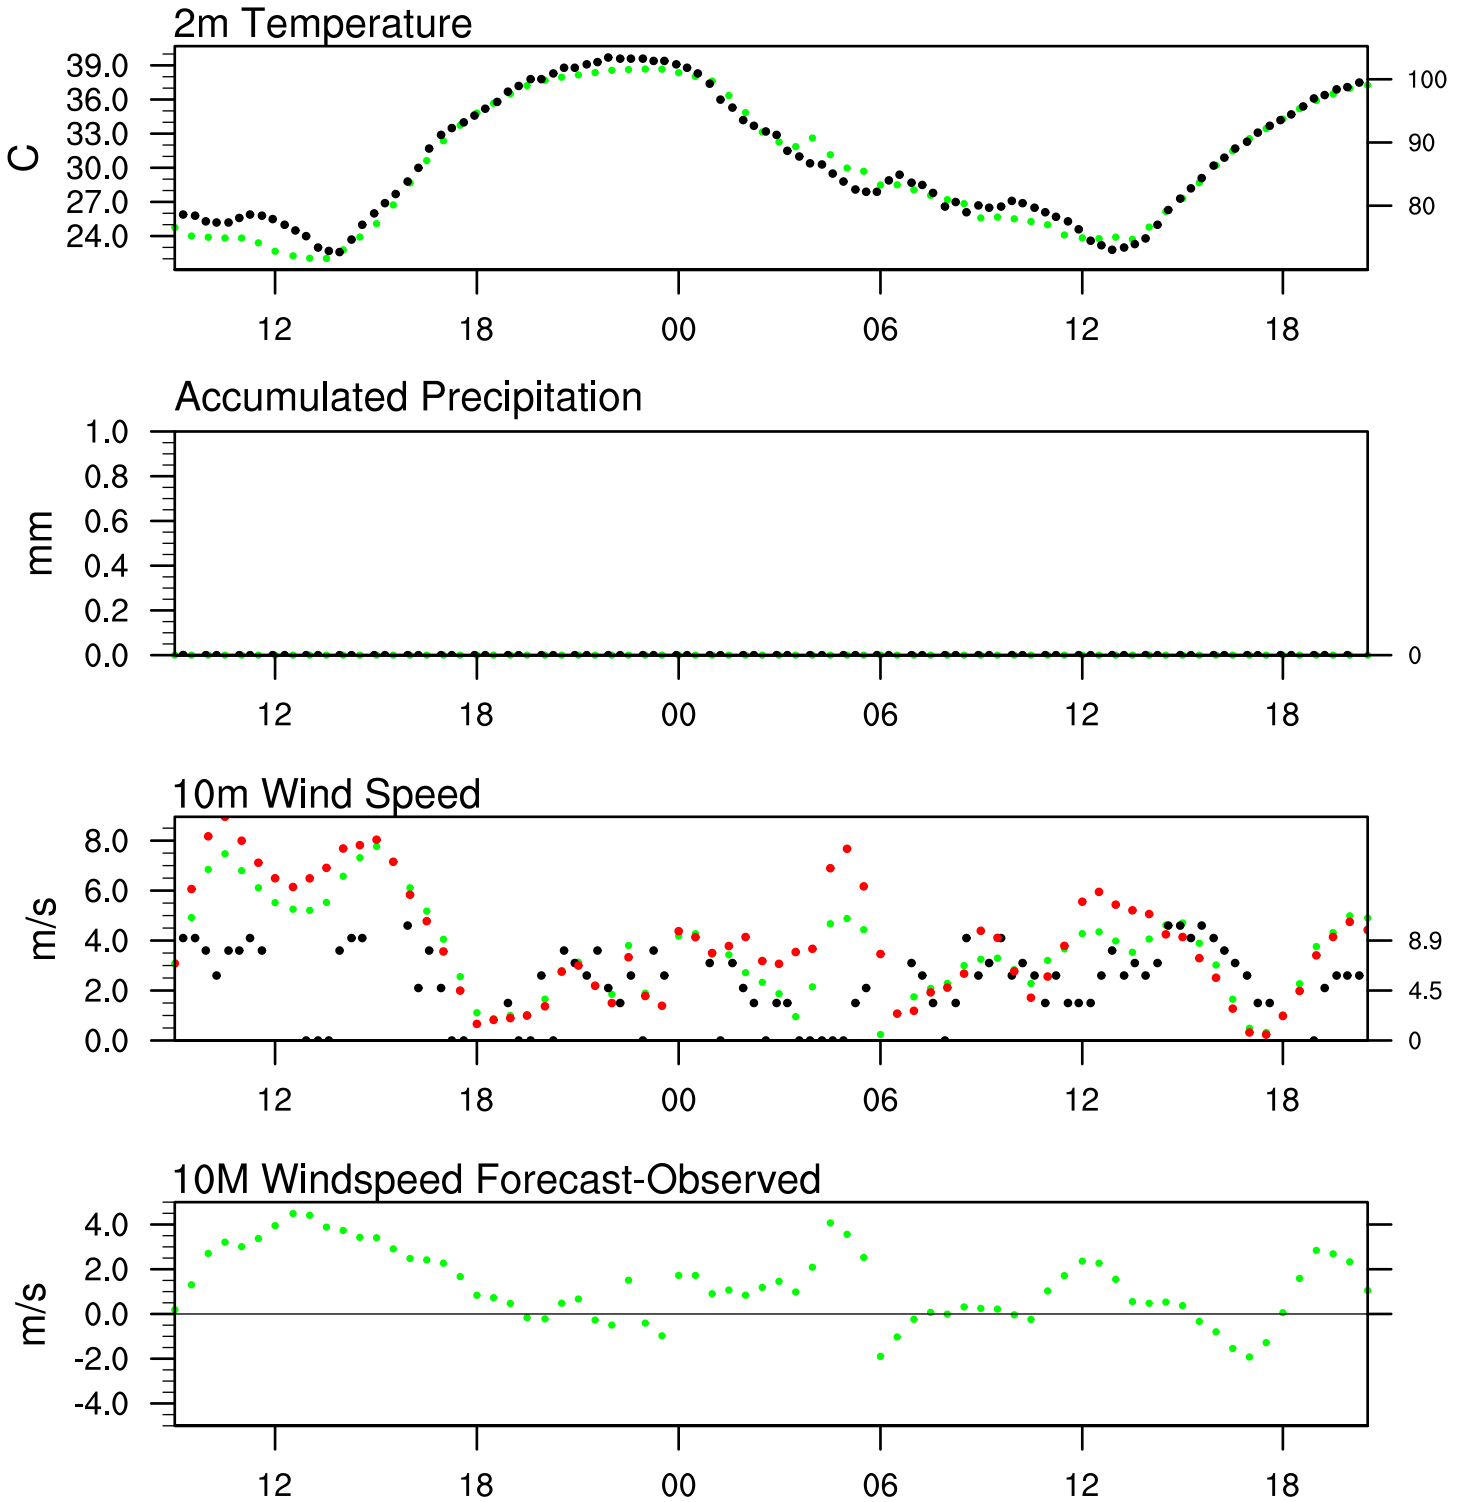 2m Temperature
39.0
36.0
33.0
30.0
27.0
24.0
C
100
90
80
12 18 00 06 12 18
Accumulated Precipitation
1.0
0.8
0.6
0.4
0.2
0.0
mm
0
12 18 00 06 12 18
10m Wind Speed
8.0
6.0
4.0
2.0
0.0
m/s
8.9
4.5
0
12 18 00 06 12 18
10M Windspeed Forecast-Observed
4.0
2.0
0.0
-2.0
-4.0
m/s
12 18 00 06 12 18